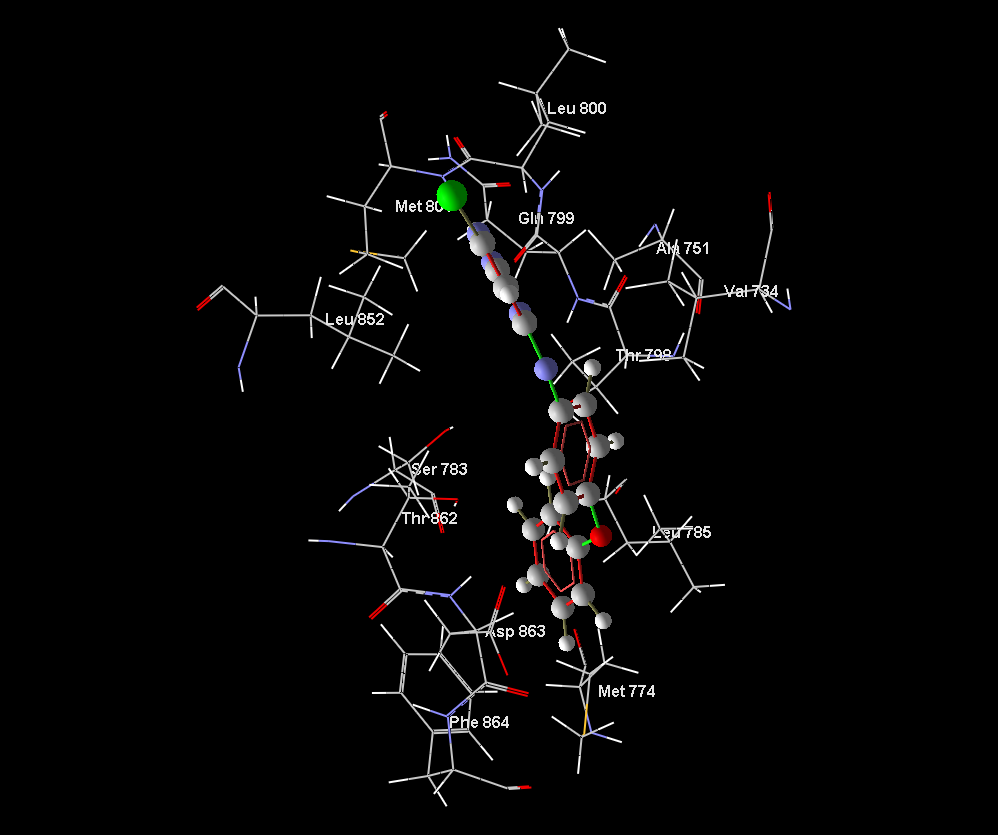 Leu 800
Met 801
Gln 799
Ala 751
Val 734
Leu 852
Thr 798
Ser 783
Thr 862
Leu 785
Asp 863
Met 774
Phe 864